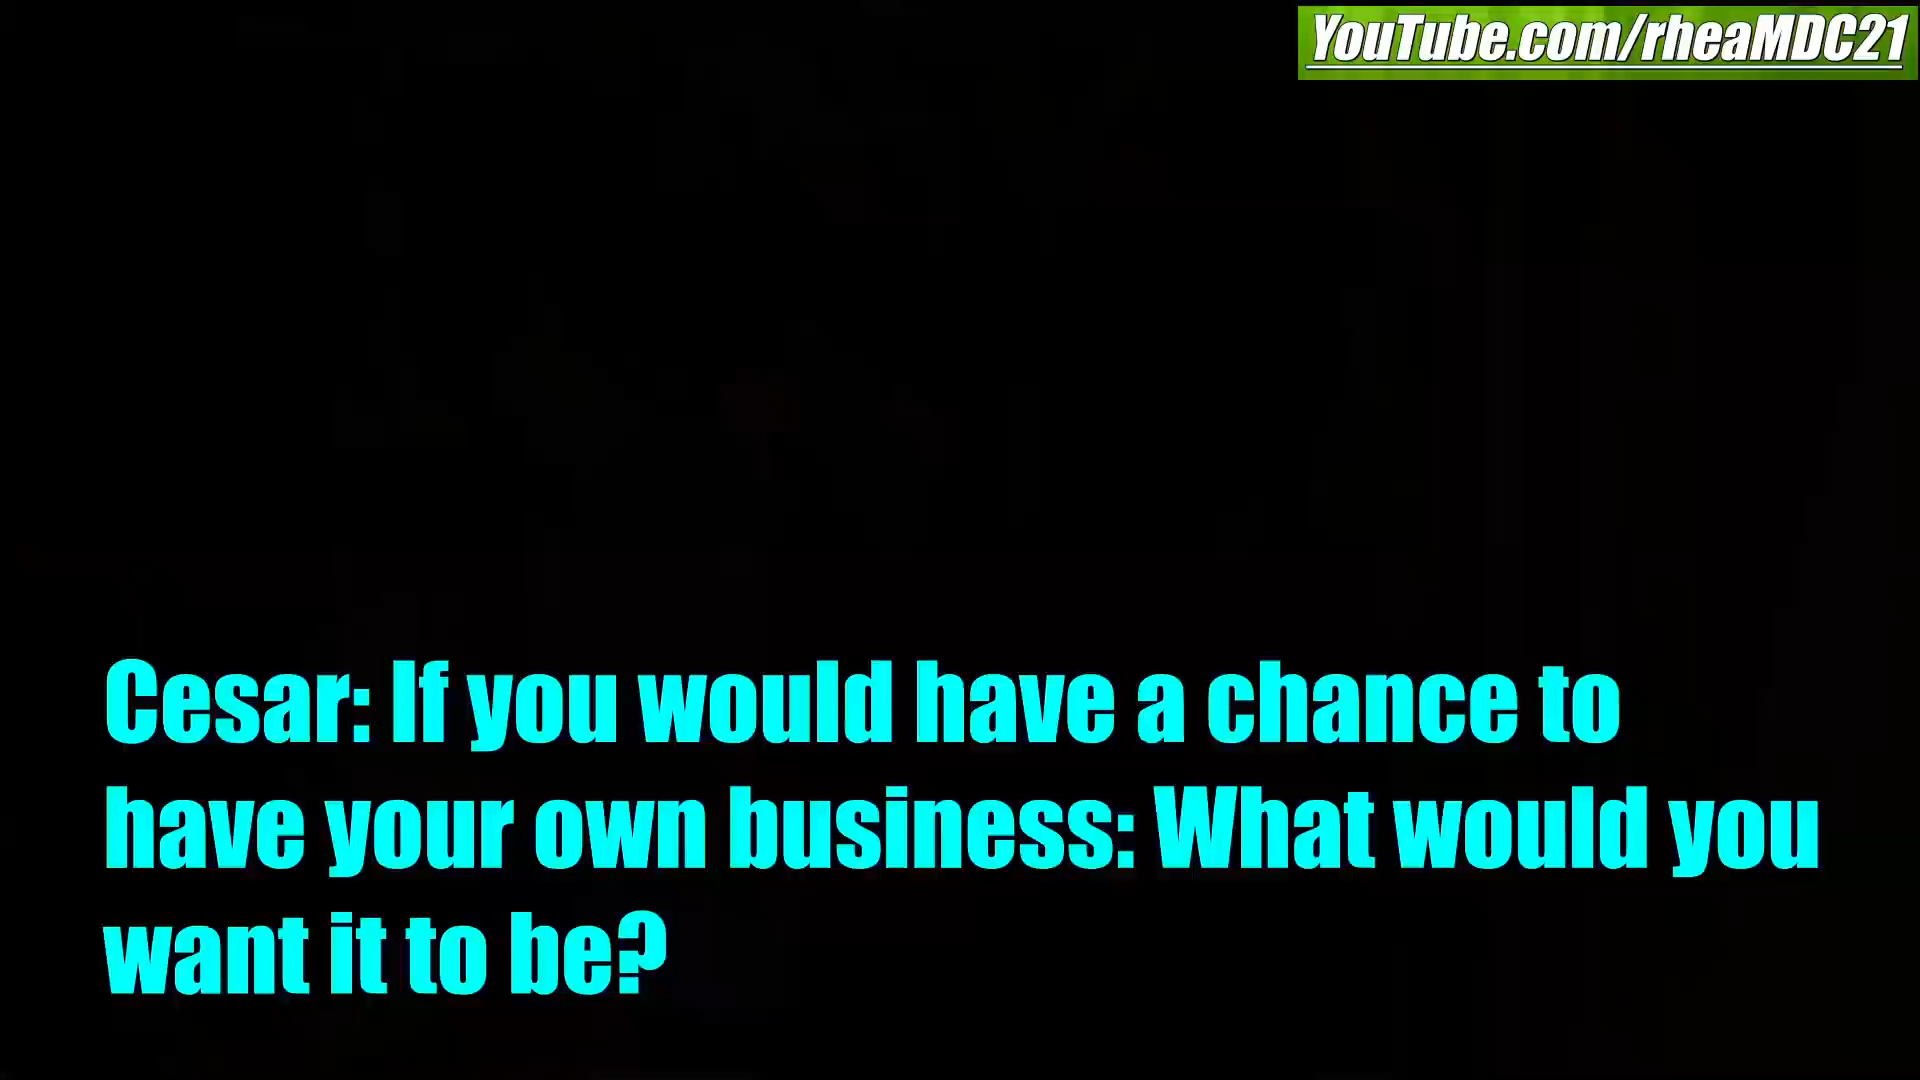 YouTube.com/rheaMDC21
Cesar: If you would have a chance to
have your own business: What would you
want it to be?